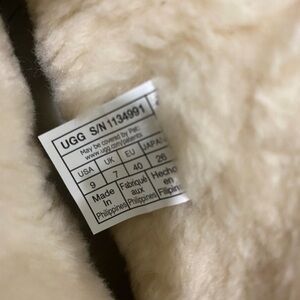 UGG S/N 1134991
May be covered by Pat.
www.ugg.com/patents
USA UK EU JAPAN
9 7 40 26
Made Fabriqué Hecho
In aux en
Philippines Philippines Filipin